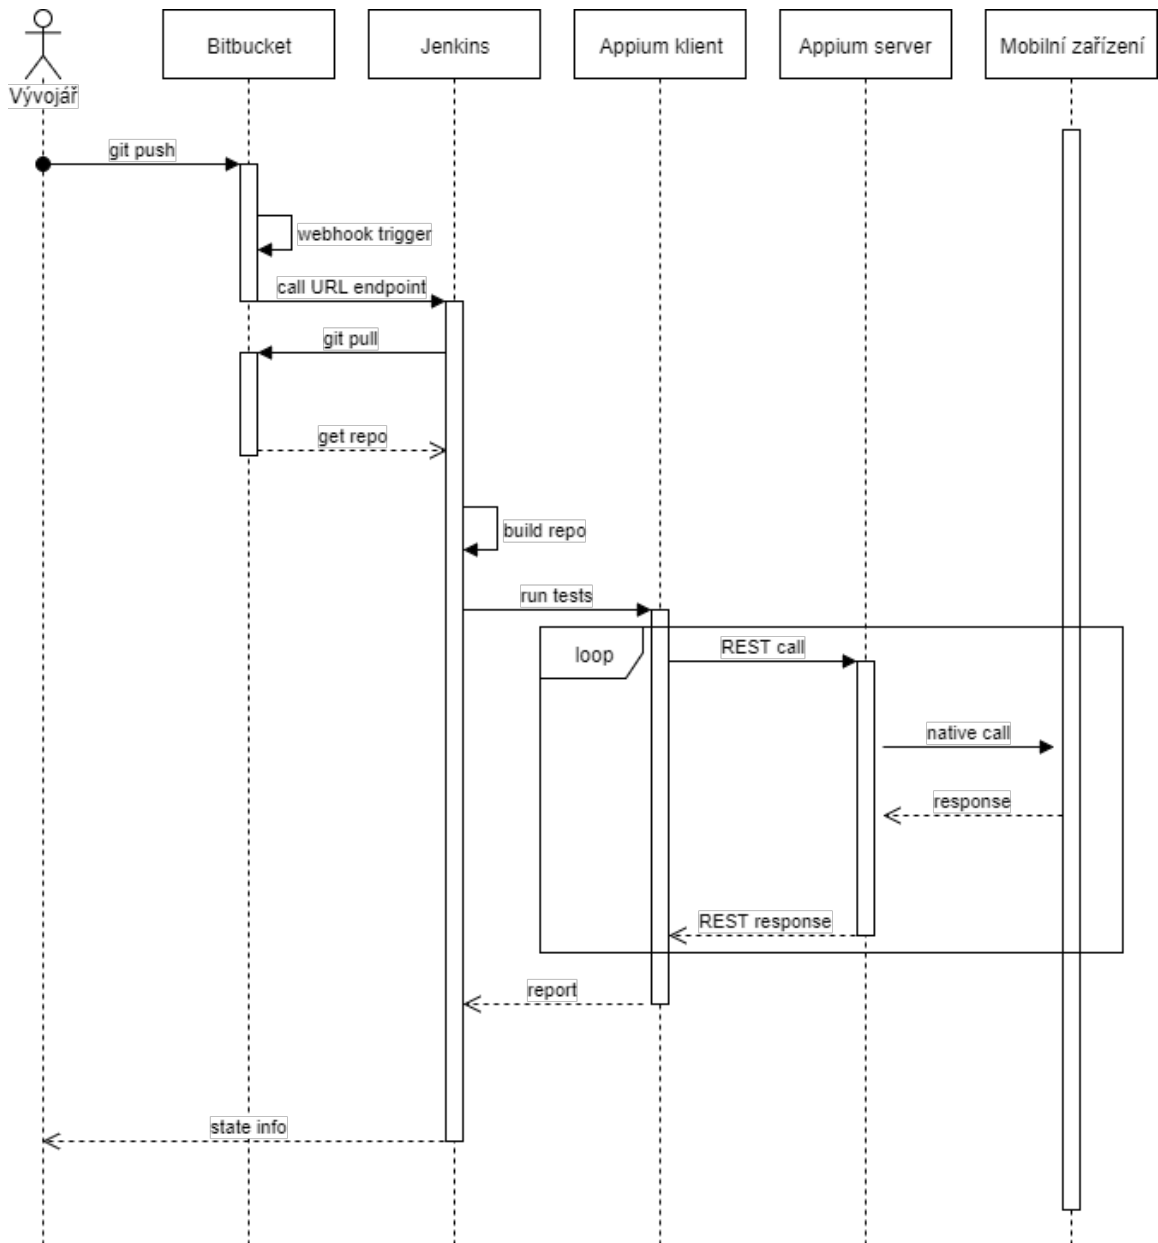 Bitbucket
Jenkins
Appium klient
Appium server
Mobilní zařízení
Vývojář
git push
webhook trigger
call URL endpoint
git pull
get repo
build repo
run tests
loop
REST call
native call
response
REST response
report
state info